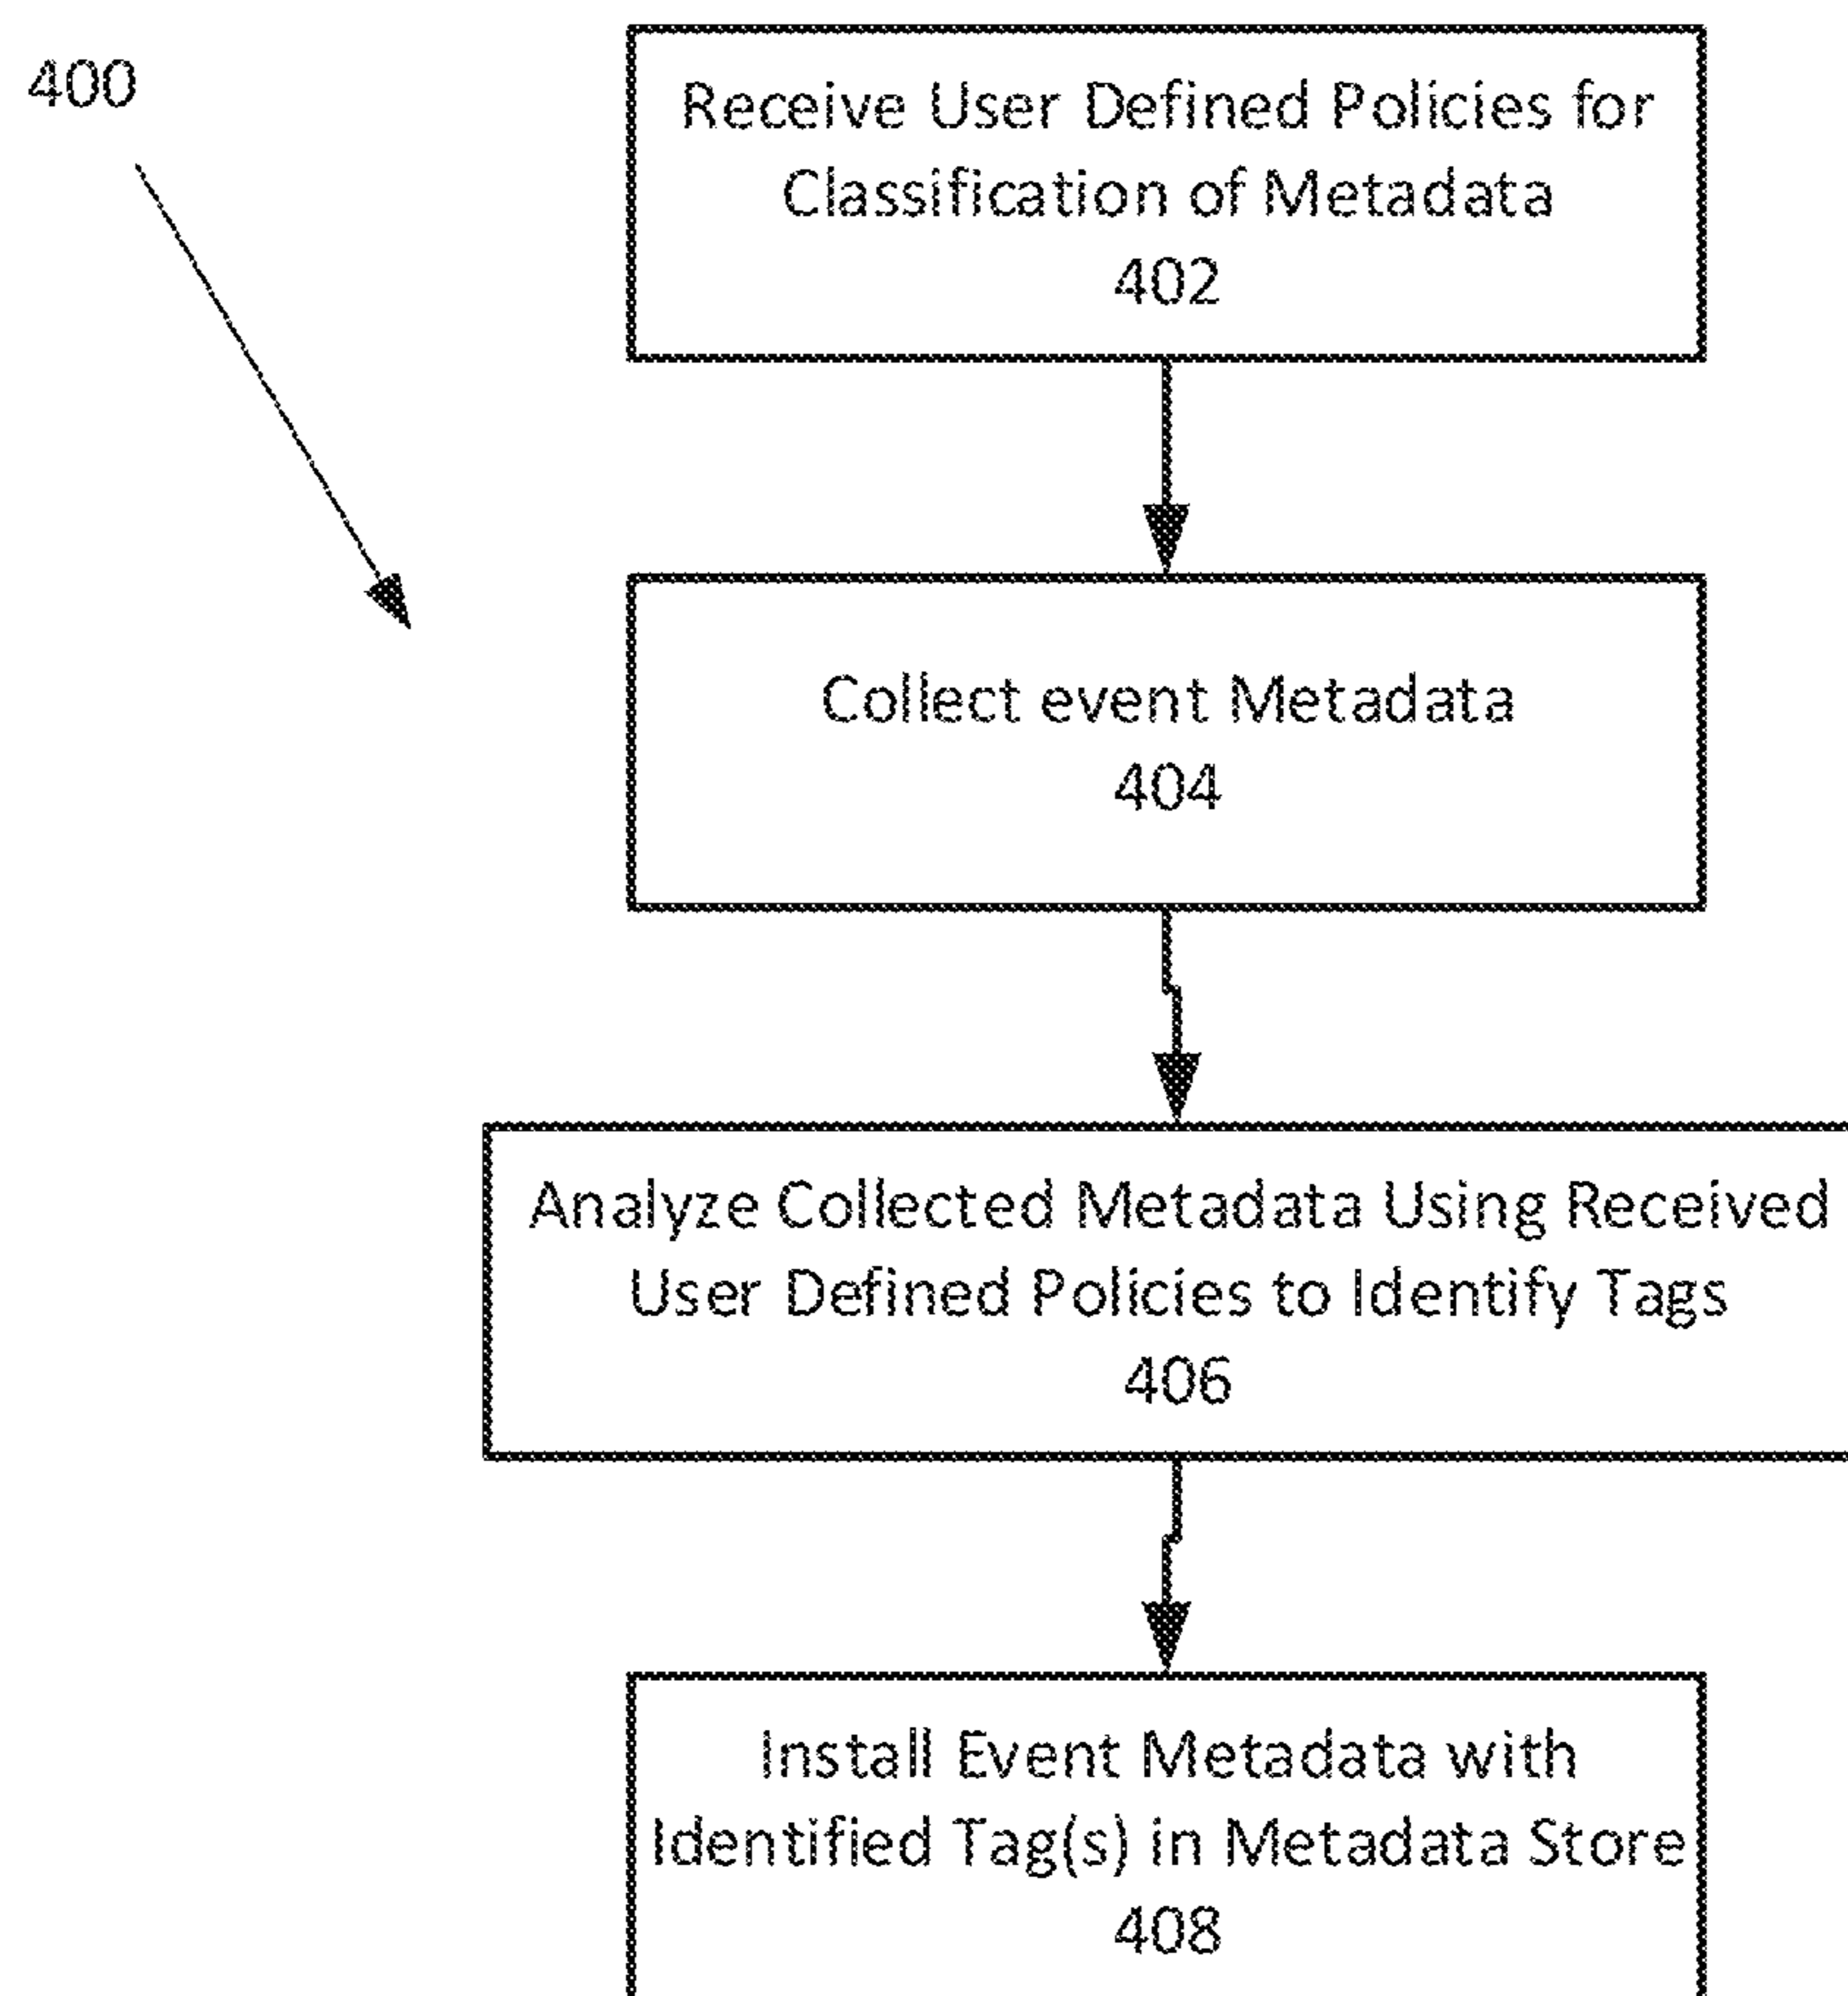 400
Receive User Defined Policies for
Classification of Metadata
402
Collect event Metadata
404
Analyze Collected Metadata Using Received
User Defined Policies to Identify Tags
406
Install Event Metadata with
Identified Tag(s) in Metadata Store
408